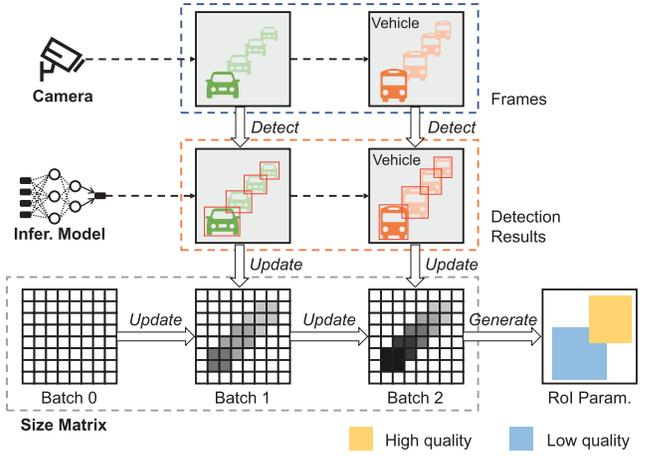 Vehicle
Camera
Frames
Detect
Detect
Vehicle
Infer. Model
Detection
Results
Update
Update
Update
Update
Generate
Batch 0
Batch 1
Batch 2
RoI Param.
Size Matrix
High quality
Low quality